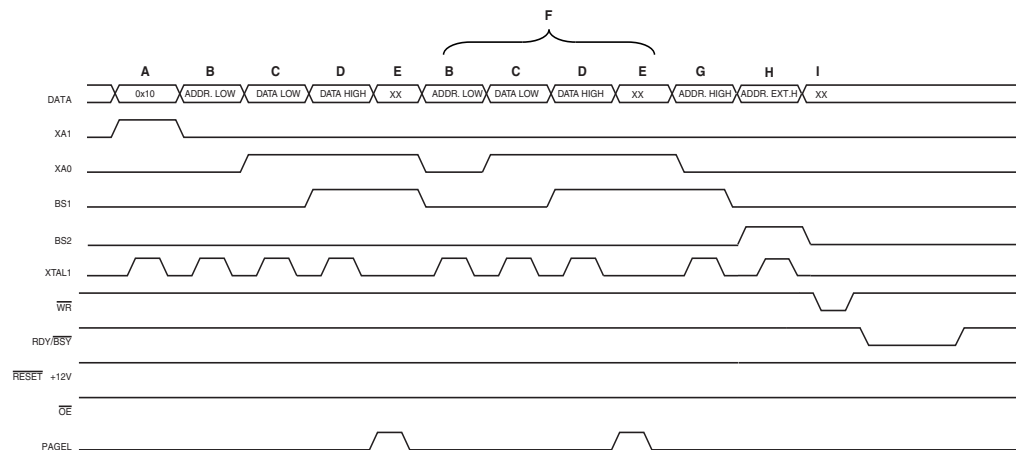 F
A B C D E B C D E G H I
DATA 0x10 ADDR. LOW DATA LOW DATA HIGH XX ADDR. LOW DATA LOW DATA HIGH XX ADDR. HIGH ADDR. EXT.H XX
XA1
XA0
BS1
BS2
XTAL1
WR
RDY/BSY
RESET +12V
OE
PAGEL